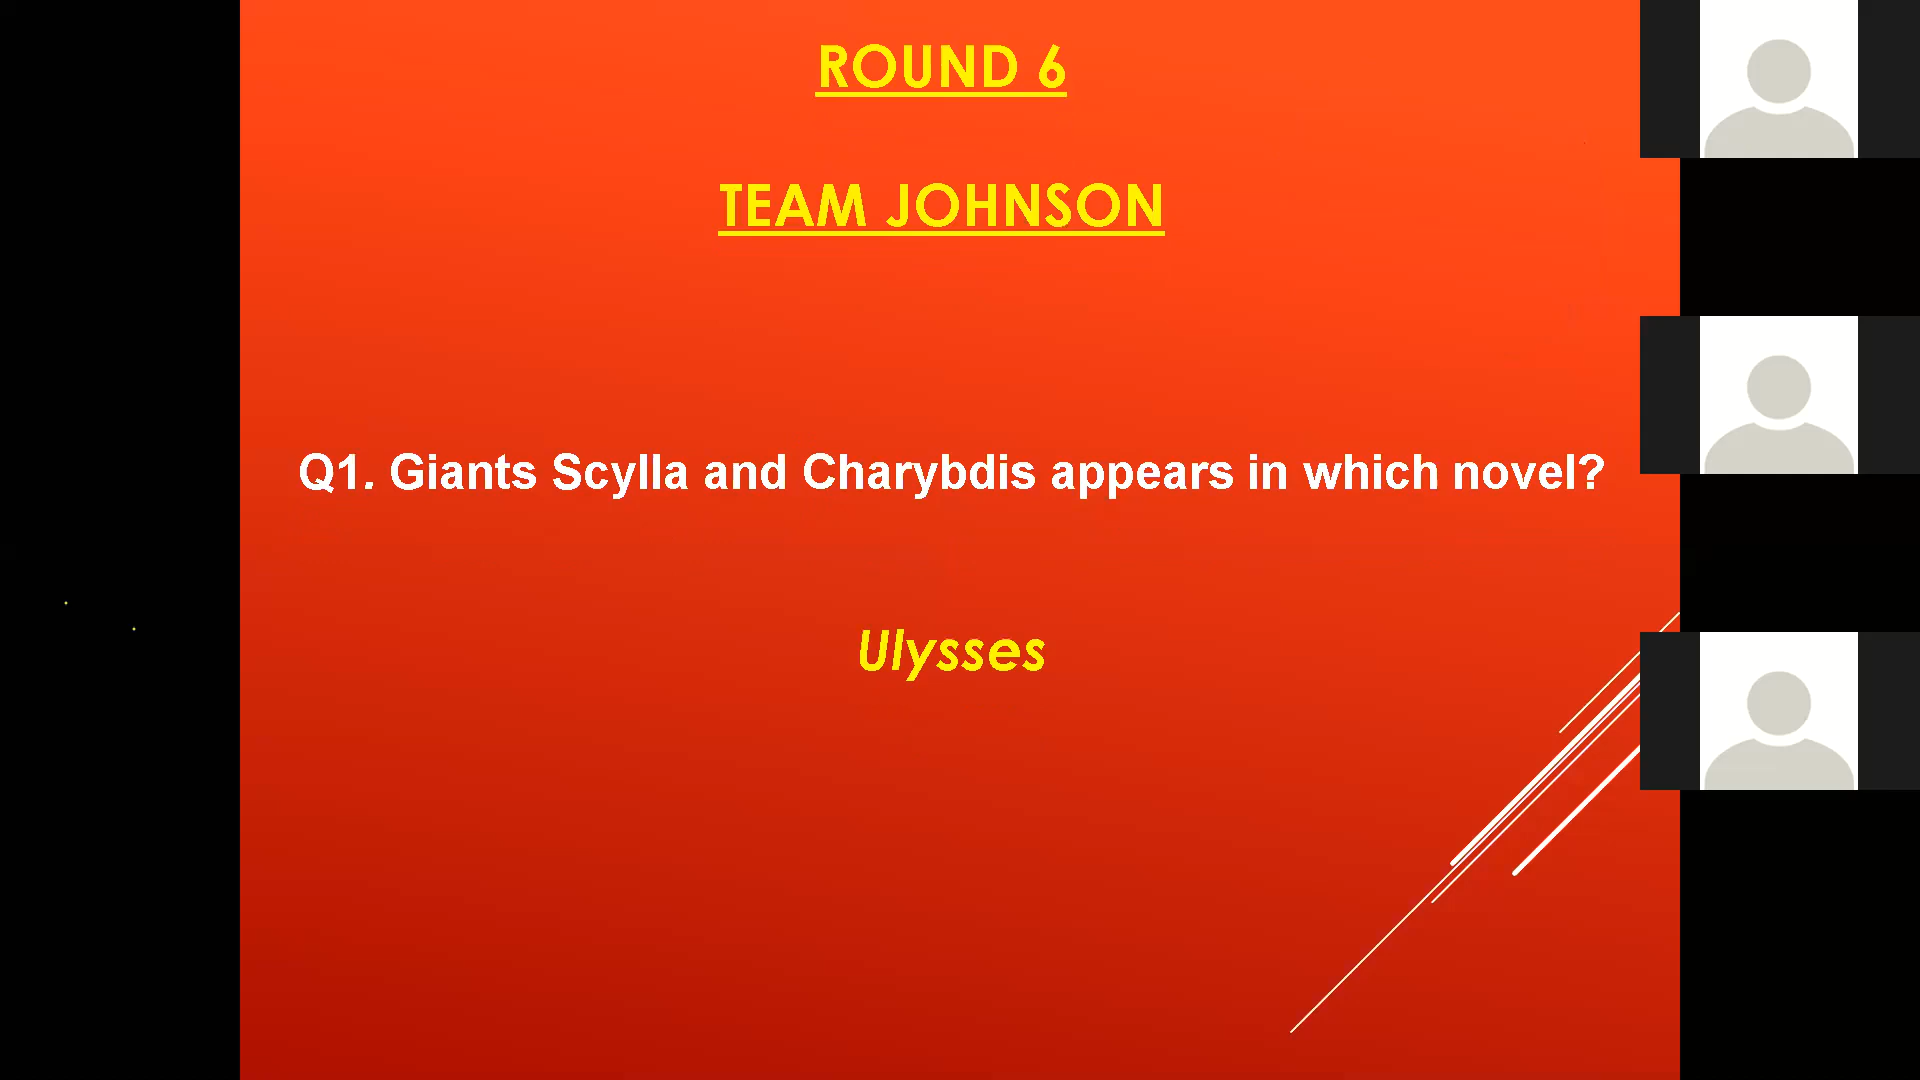 ROUND 6
TEAM JOHNSON
Q1. Giants Scylla and Charybdis appears in which novel?
Ulysses